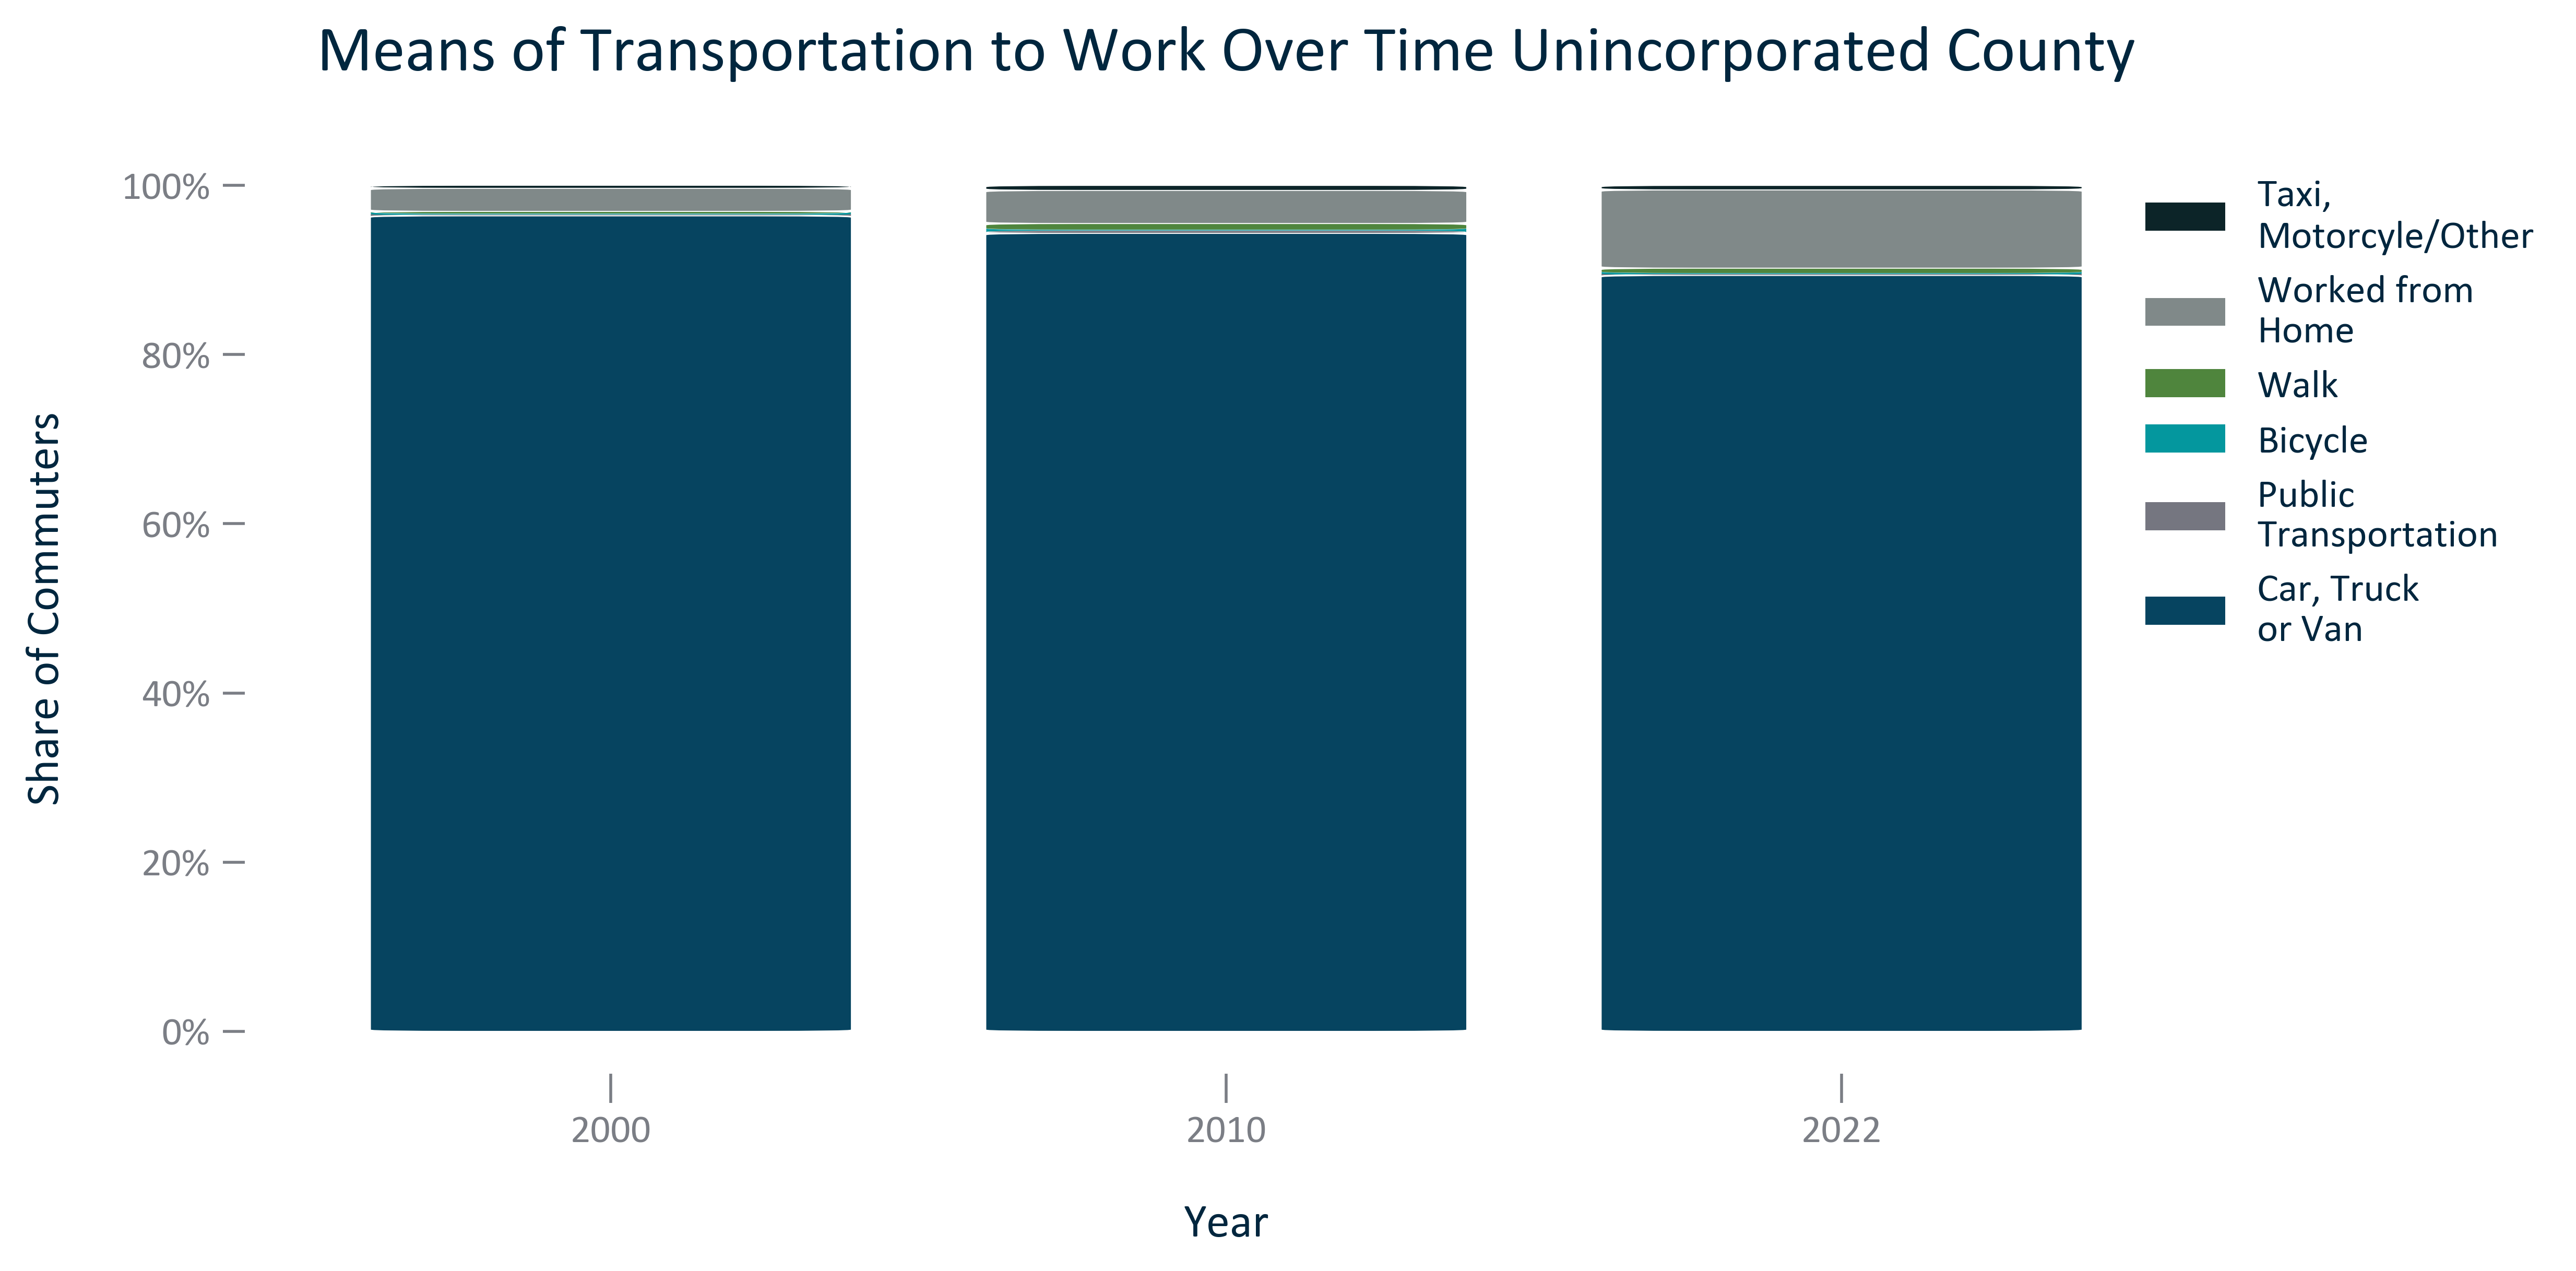 Means of Transportation to Work Over Time Unincorporated County
Share of Commuters
100%
80%
60%
40%
20%
0%
2000
2010
2022
Year
Taxi,
Motorcyle/Other
Worked from
Home
Walk
Bicycle
Public
Transportation
Car, Truck
or Van